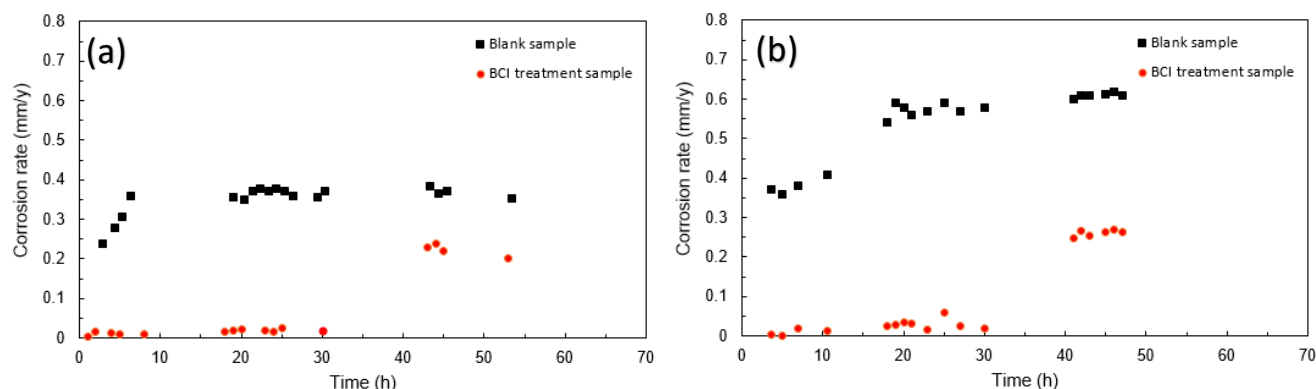 (a)
Blank sample
BCI treatment sample
Corrosion rate (mm/y)
0.8
0.7
0.6
0.5
0.4
0.3
0.2
0.1
0
0 10 20 30 40 50 60 70
Time (h)
(b)
Blank sample
BCI treatment sample
Corrosion rate (mm/y)
0.8
0.7
0.6
0.5
0.4
0.3
0.2
0.1
0
0 10 20 30 40 50 60 70
Time (h)